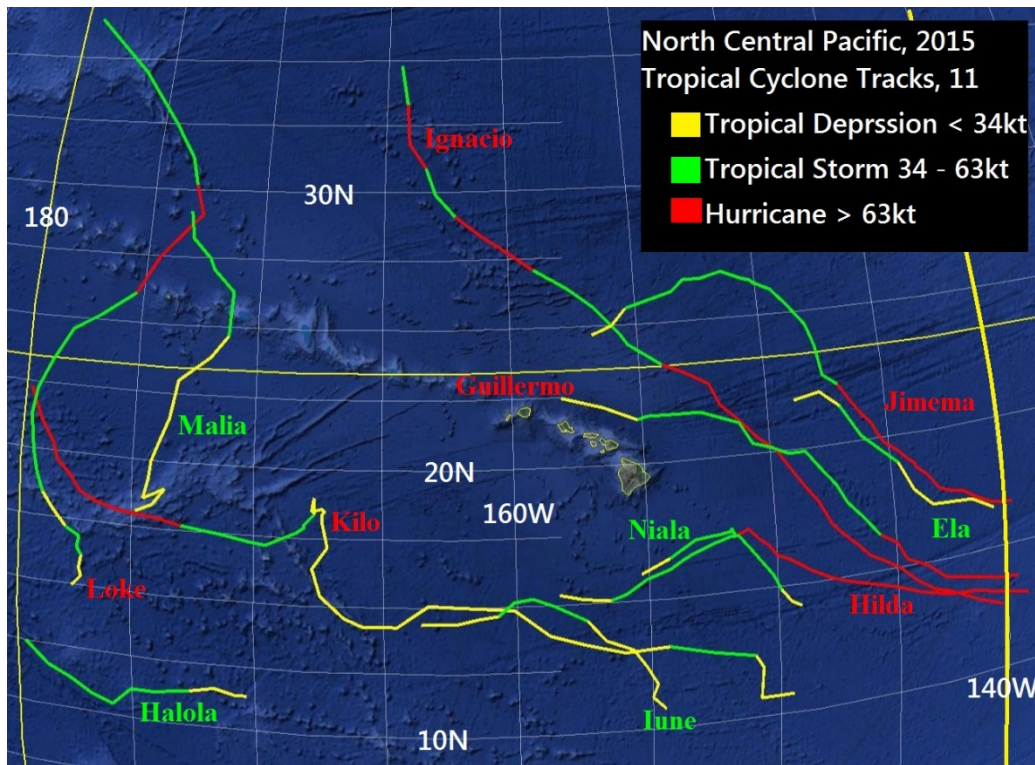 North Central Pacific, 2015
Tropical Cyclone Tracks, 11
Tropical Deprssion < 34kt
Tropical Storm 34 - 63kt
Hurricane > 63kt
Ignacio
30N
180
Guillermo
Jimema
Malia
20N
160W
Kilo
Niala
Ela
Loke
Hilda
140W
Halola
Iune
10N